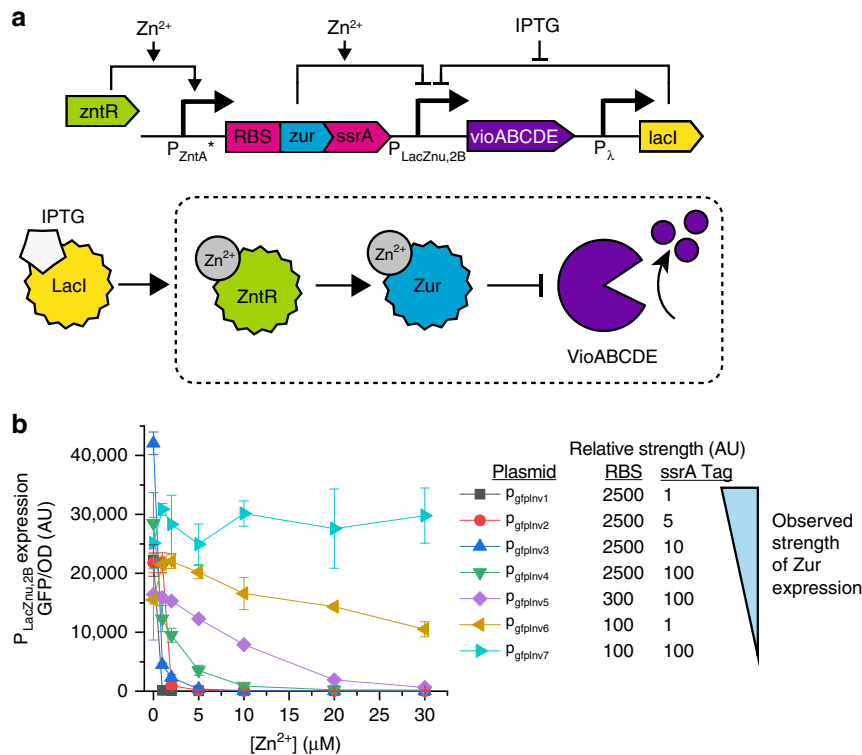 a
Zn2+ Zn2+ IPTG
zntR RBS zur ssrA vioABCDE lacI
PZntA* PLacZnu,2B Pλ
IPTG
LacI
Zn2+
ZntR
Zn2+
Zur
VioABCDE
b
PLacZnu,2B expression
GFP/OD (AU)
40,000
30,000
20,000
10,000
0
0 5 10 15 20 25 30
[Zn2+] (μM)
Relative strength (AU)
Plasmid RBS ssrA Tag
pgfpInv1 2500 1
pgfpInv2 2500 5
pgfpInv3 2500 10
pgfpInv4 2500 100
pgfpInv5 300 100
pgfpInv6 100 1
pgfpInv7 100 100
Observed
strength
of Zur
expression